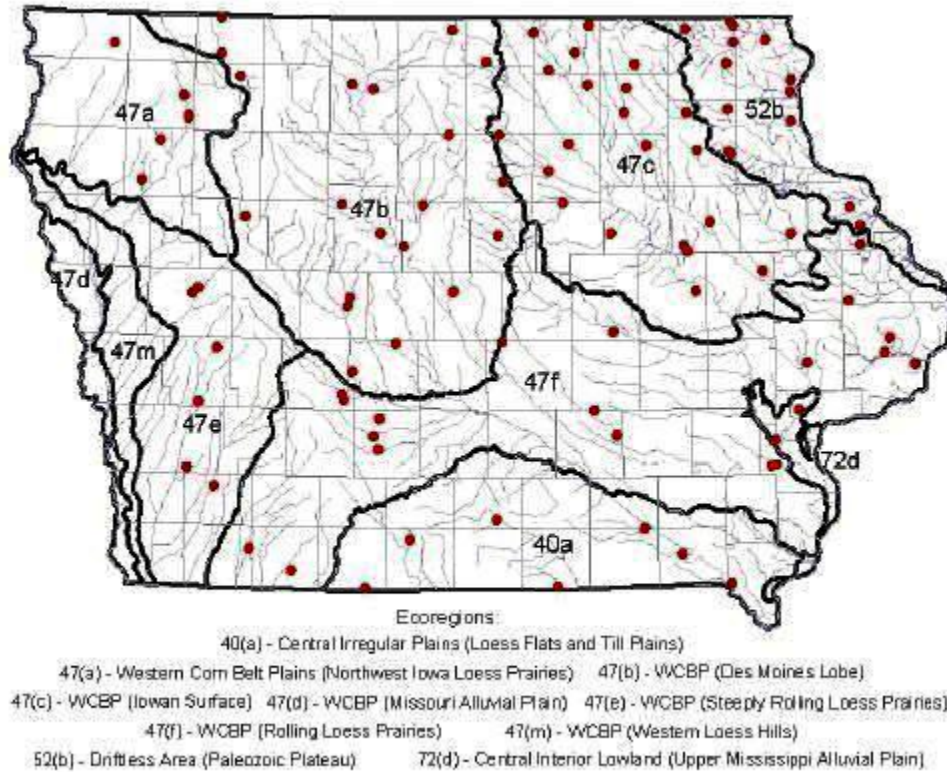 47a
52b
47c
47b
47d
47m
47f
47e
72d
40a
Ecoregions:
40(a) - Central Irregular Plains (Loess Flats and Till Plains)
47(a) - Western Corn Belt Plains (Northwest Iowa Loess Prairies) 47(b) - WCBP (Des Moines Lobe)
47(c) - WCBP (Iowan Surface) 47(d) - WCBP (Missouri Alluvial Plain) 47(e) - WCBP (Steeply Rolling Loess Prairies)
47(f) - WCBP (Rolling Loess Prairies) 47(m) - WCBP (Western Loess Hills)
52(b) - Driftless Area (Paleozoic Plateau) 72(d) - Central Interior Lowland (Upper Mississippi Alluvial Plain)